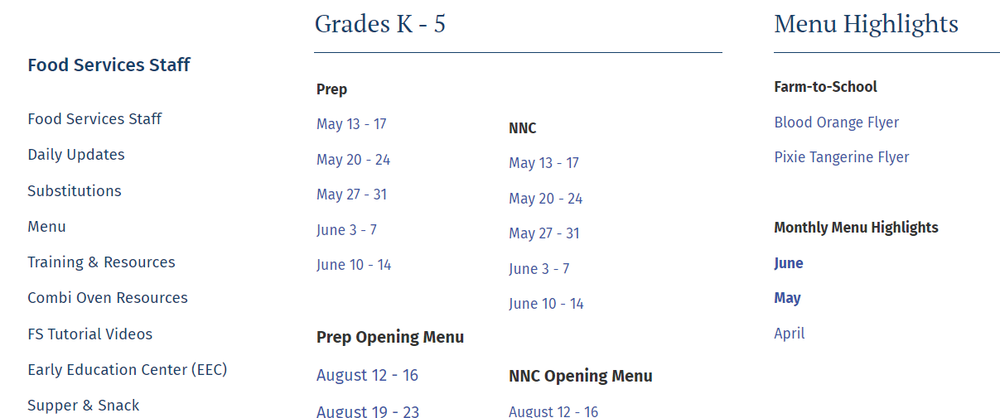 Food Services Staff
Food Services Staff
Daily Updates
Substitutions
Menu
Training & Resources
Combi Oven Resources
FS Tutorial Videos
Early Education Center (EEC)
Supper & Snack
Grades K - 5
Prep
May 13 - 17
May 20 - 24
May 27 - 31
June 3 - 7
June 10 - 14
Prep Opening Menu
August 12 - 16
August 19 - 23
NNC
May 13 - 17
May 20 - 24
May 27 - 31
June 3 - 7
June 10 - 14
NNC Opening Menu
August 12 - 16
Menu Highlights
Farm-to-School
Blood Orange Flyer
Pixie Tangerine Flyer
Monthly Menu Highlights
June
May
April